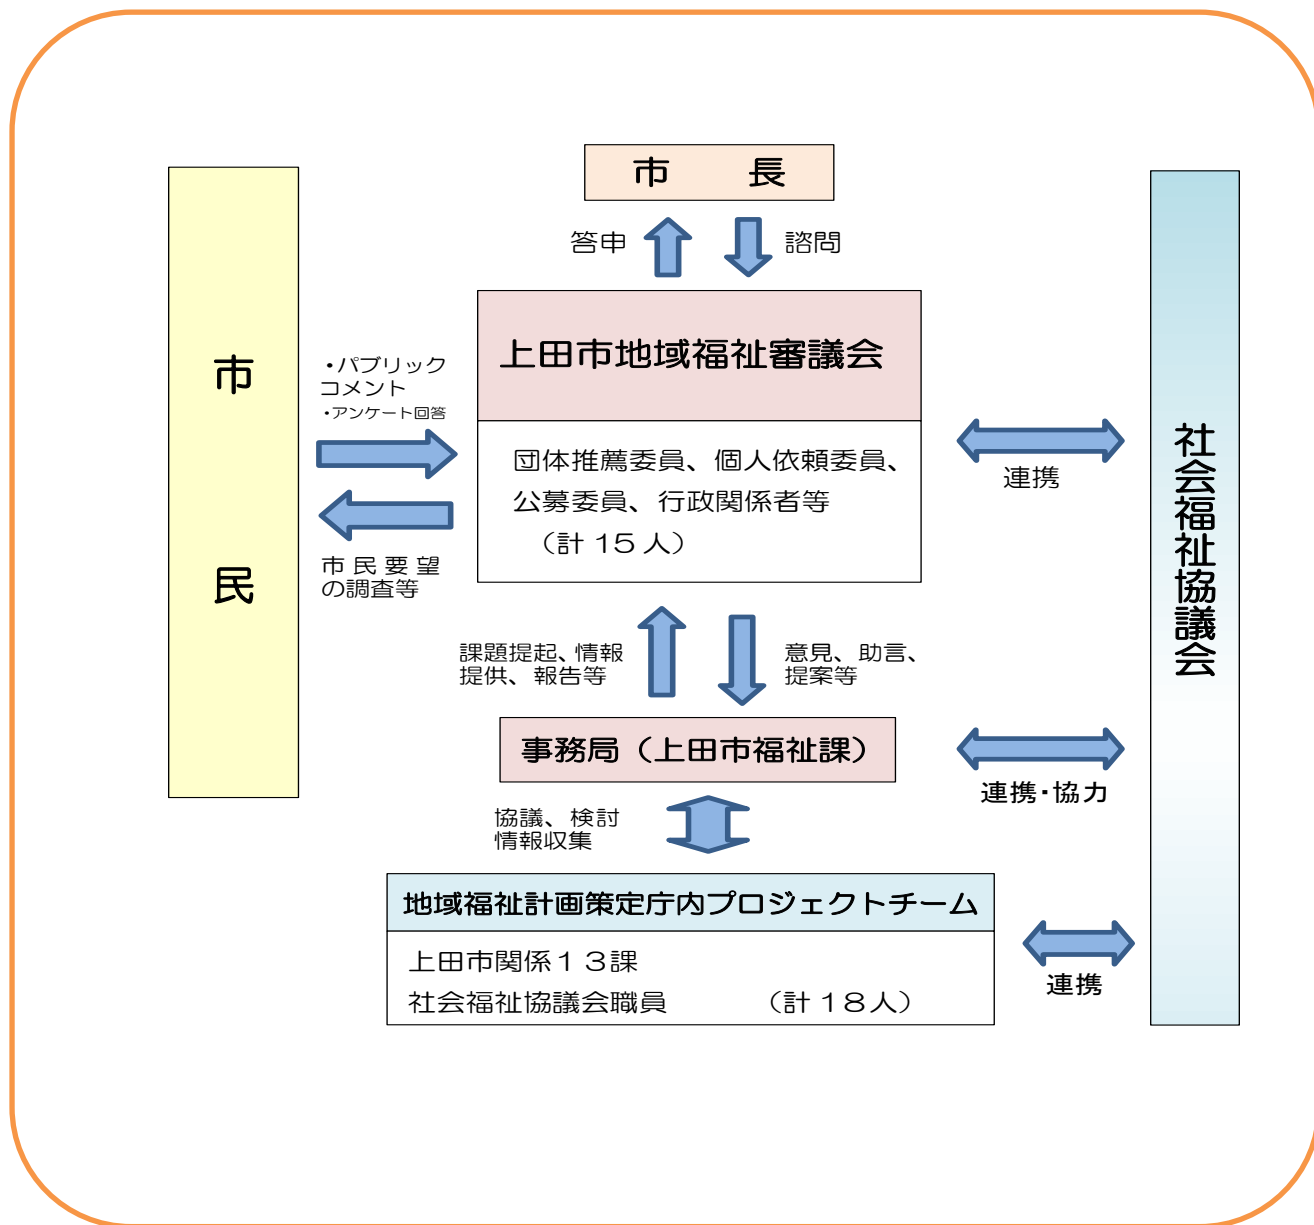 市　　長
答申
諮問
上田市地域福祉審議会
団体推薦委員、個人依頼委員、
公募委員、行政関係者等
（計 15 人）
市
民
・パブリック
コメント
・アンケート回答
市 民 要 望
の調査等
連携
課題提起、情報
提供、報告等
意見、助言、
提案等
事務局（上田市福祉課）
連携・協力
協議、検討
情報収集
地域福祉計画策定庁内プロジェクトチーム
上田市関係１３課
社会福祉協議会職員　　　（計 18人）
連携
社会福祉協議会